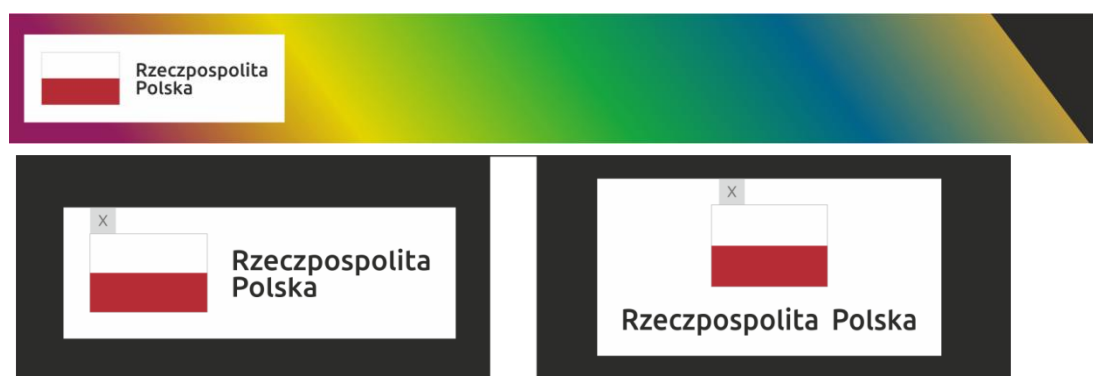 Rzeczpospolita
Polska
X
Rzeczpospolita
Polska
X
Rzeczpospolita Polska